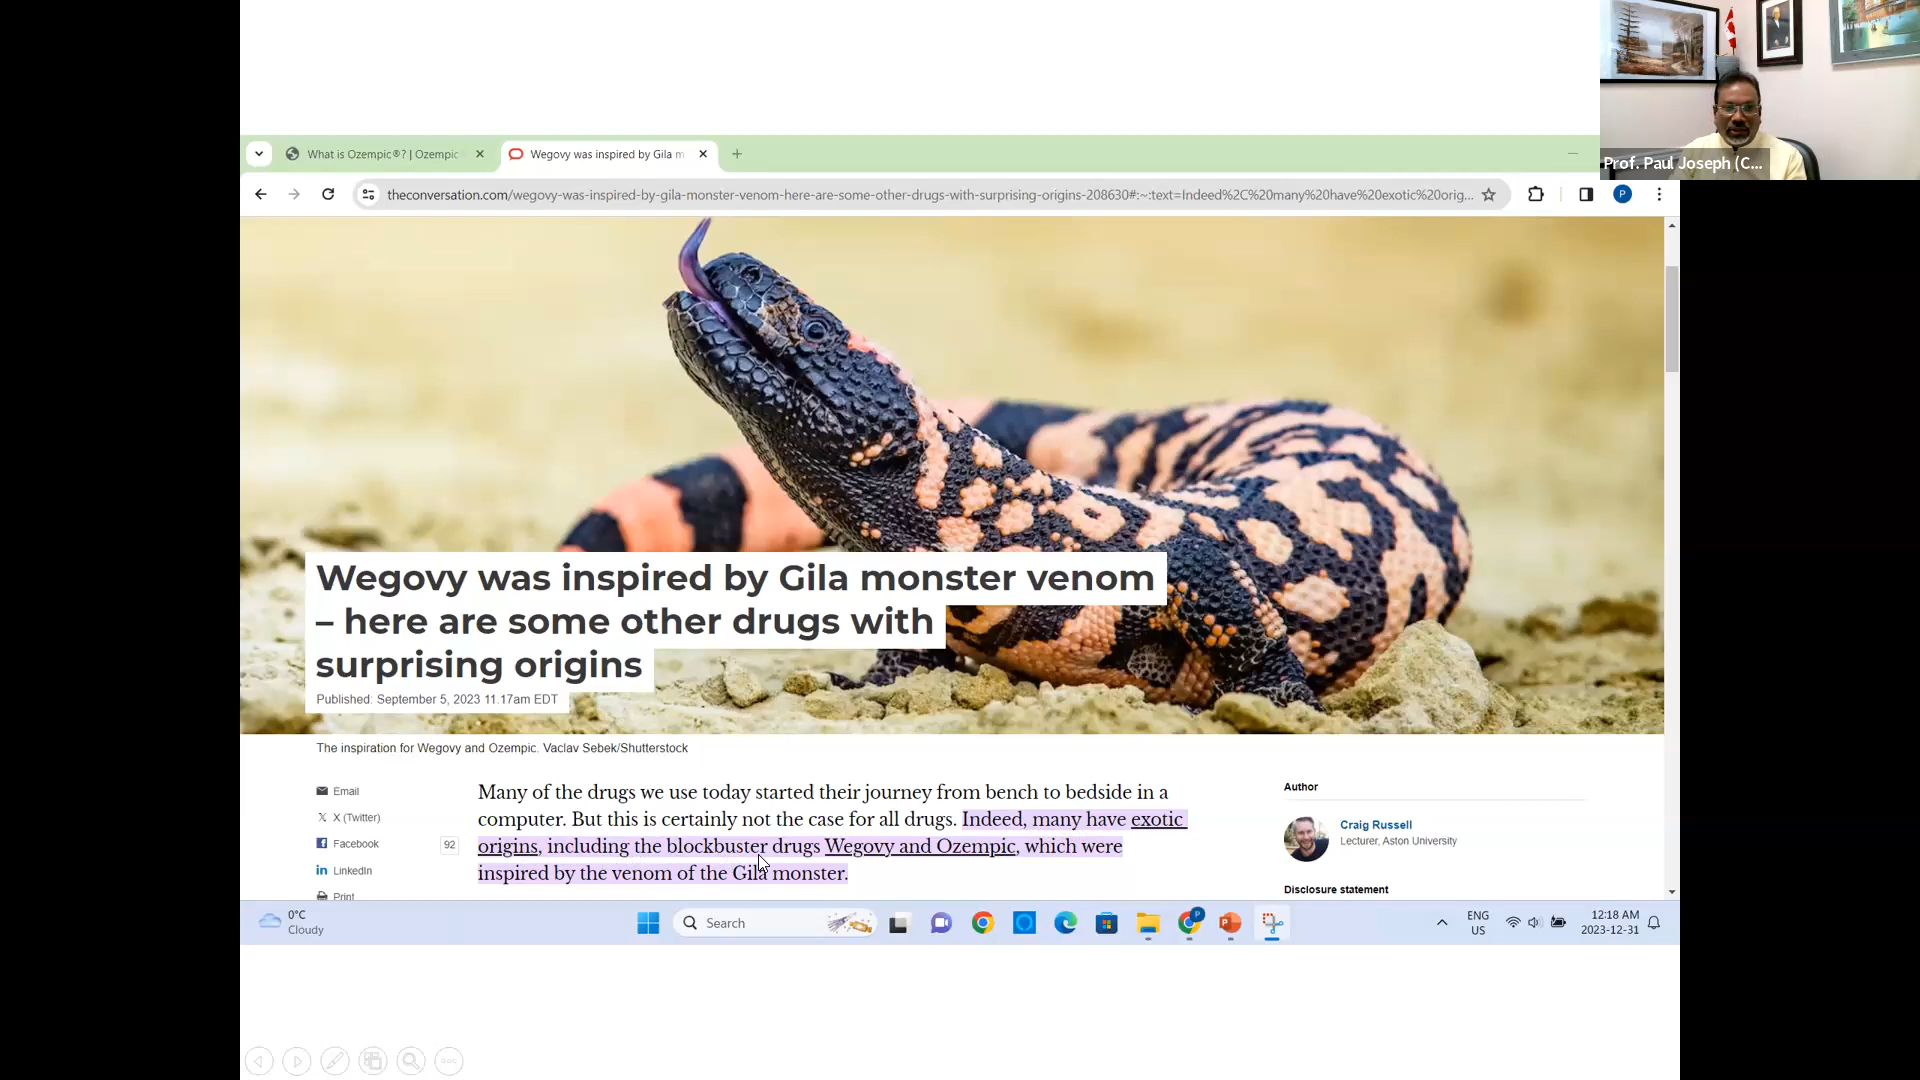 Prof. Paul Joseph (C...
What is Ozempic®? | Ozempic
Wegovy was inspired by Gila m
theconversation.com/wegovy-was-inspired-by-gila-monster-venom-here-are-some-other-drugs-with-surprising-origins-208630#:~:text=Indeed%2C%20many%20have%20exotic%20orig...
P
Wegovy was inspired by Gila monster venom
– here are some other drugs with
surprising origins
Published: September 5, 2023 11.17am EDT
The inspiration for Wegovy and Ozempic. Vaclav Sebek/Shutterstock
Email
X (Twitter)
Facebook
92
LinkedIn
Print
Many of the drugs we use today started their journey from bench to bedside in a
computer. But this is certainly not the case for all drugs. Indeed, many have exotic
origins, including the blockbuster drugs Wegovy and Ozempic, which were
inspired by the venom of the Gila monster.
Author
Craig Russell
Lecturer, Aston University
Disclosure statement
0°C
Cloudy
Search
P
ENG
US
12:18 AM
2023-12-31